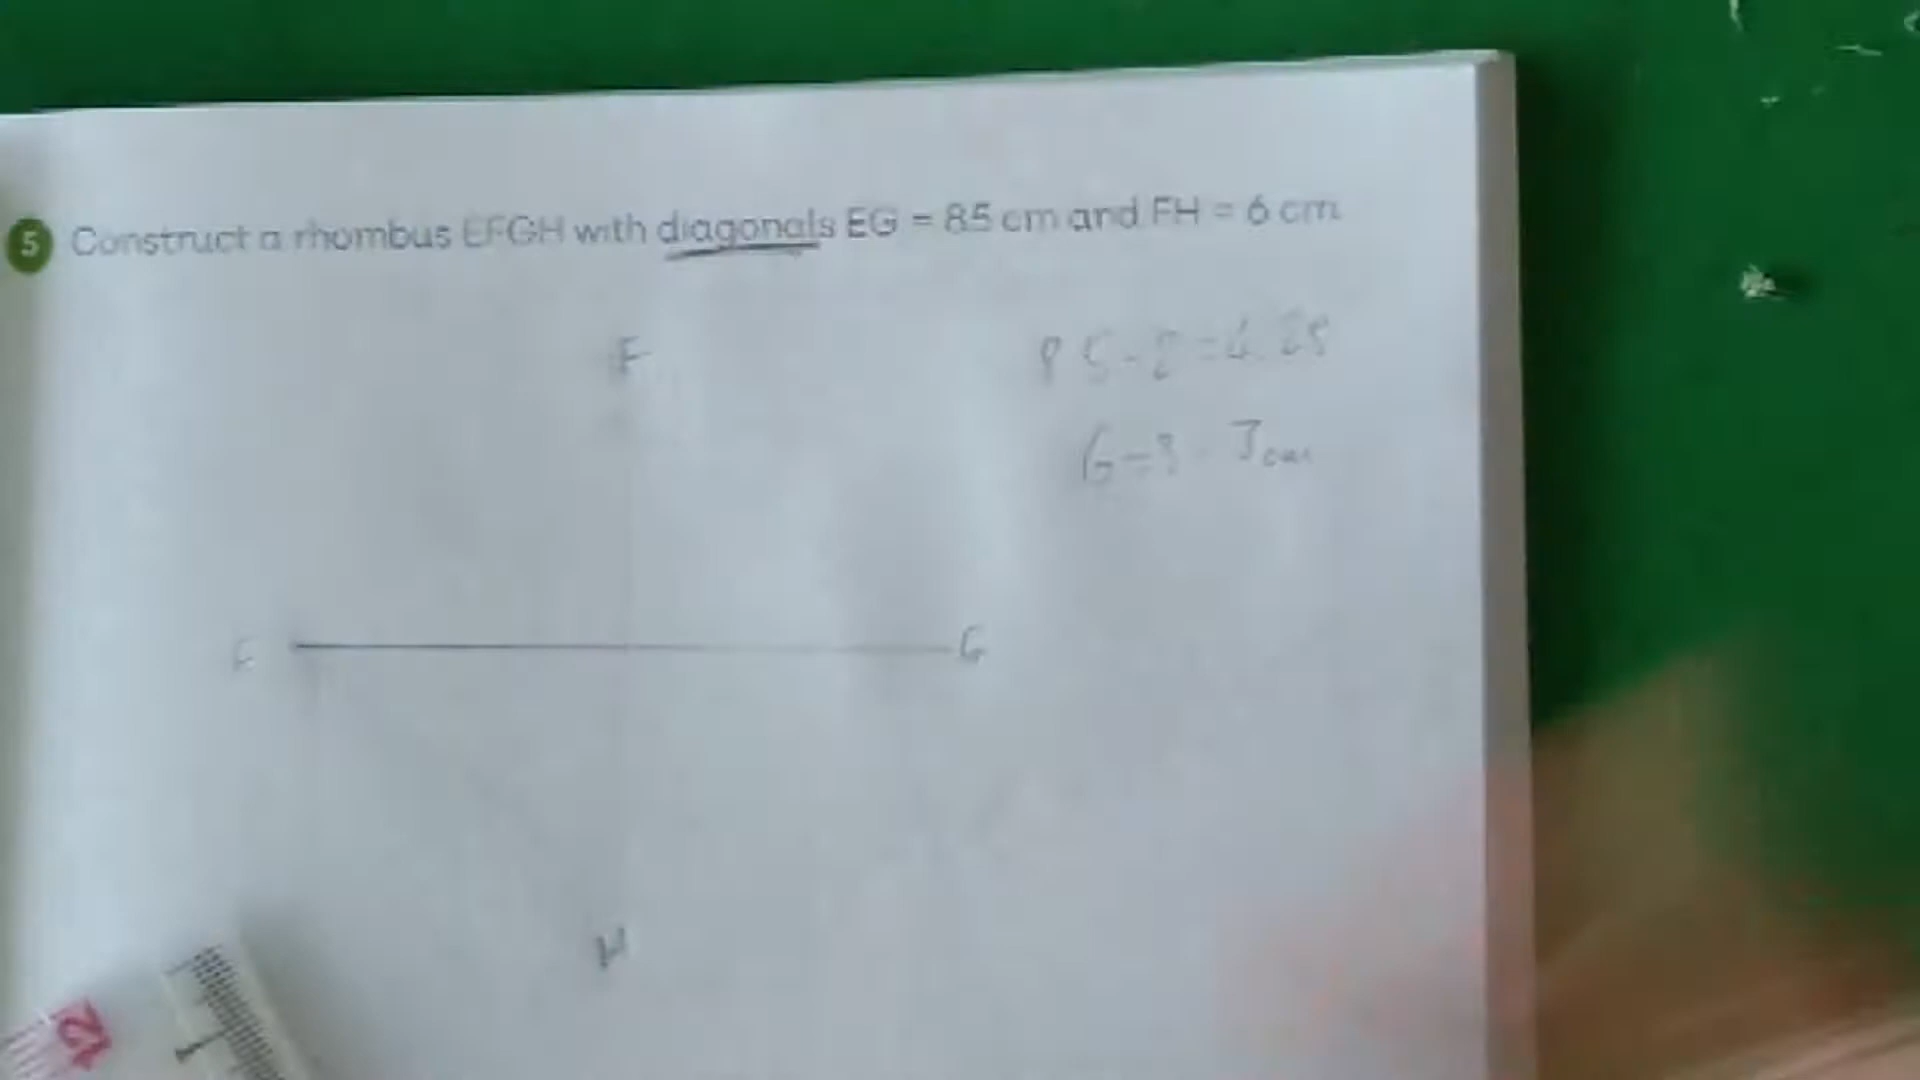 5 Construct a rhombus EFGH with diagonals EG = 8.5 cm and FH = 6 cm
F
8.5÷2=4.25
6÷ 3cm
E G
H
12